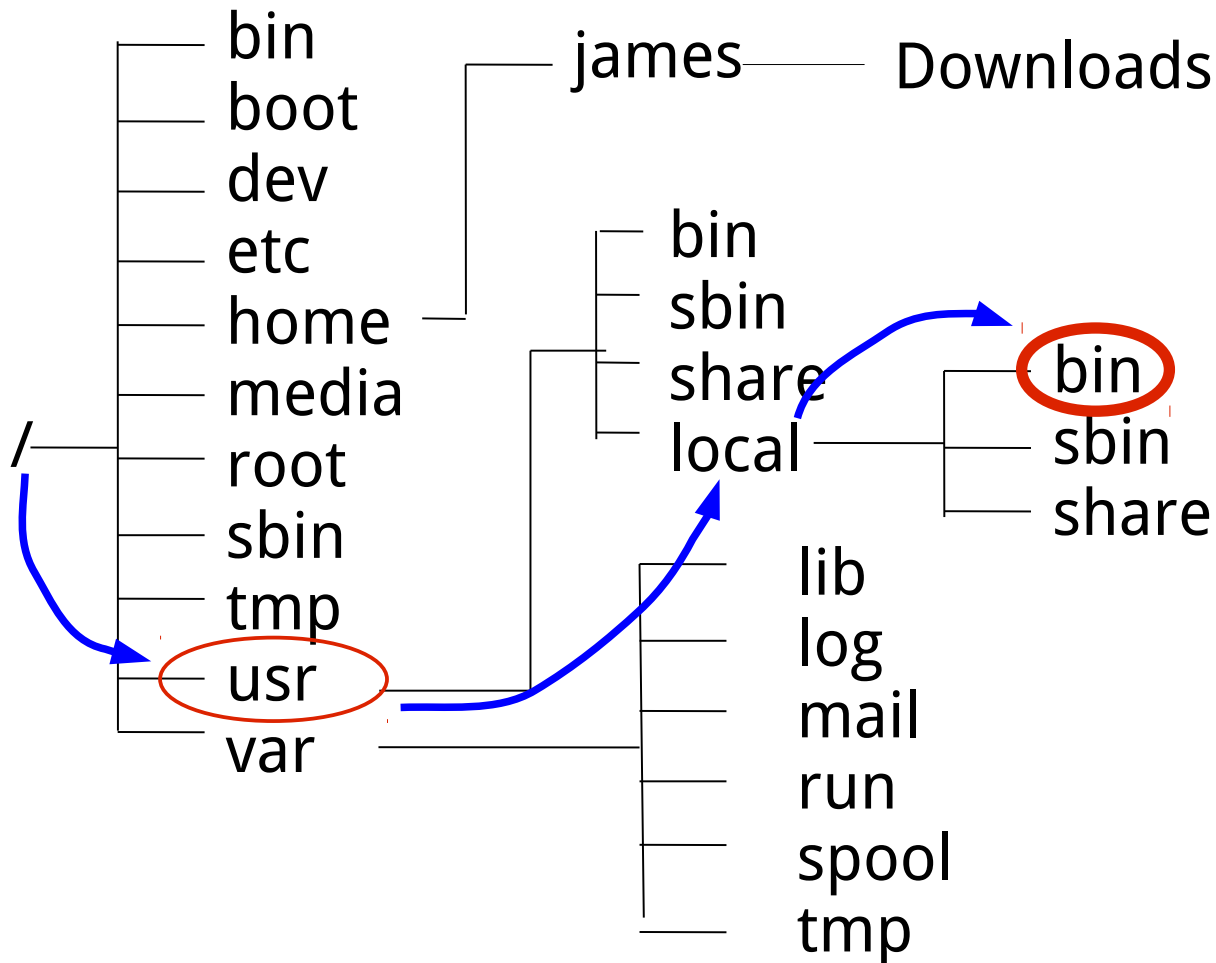 /
bin
boot
dev
etc
home
media
root
sbin
tmp
usr
var
james
Downloads
bin
sbin
share
local
bin
sbin
share
lib
log
mail
run
spool
tmp